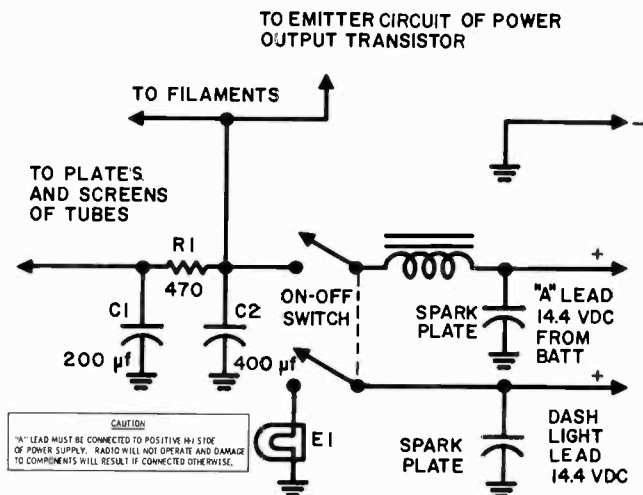 TO EMITTER CIRCUIT OF POWER
OUTPUT TRANSISTOR
TO FILAMENTS
−
TO PLATE'S
AND SCREENS
OF TUBES
R1
470
C1
200 μf
C2
400 μf
ON-OFF
SWITCH
SPARK
PLATE
+
"A" LEAD
14.4 VDC
FROM
BATT
+
E1
SPARK
PLATE
DASH
LIGHT
LEAD
14.4 VDC
CAUTION
"A" LEAD MUST BE CONNECTED TO POSITIVE (+) SIDE
OF POWER SUPPLY. RADIO WILL NOT OPERATE AND DAMAGE
TO COMPONENTS WILL RESULT IF CONNECTED OTHERWISE.